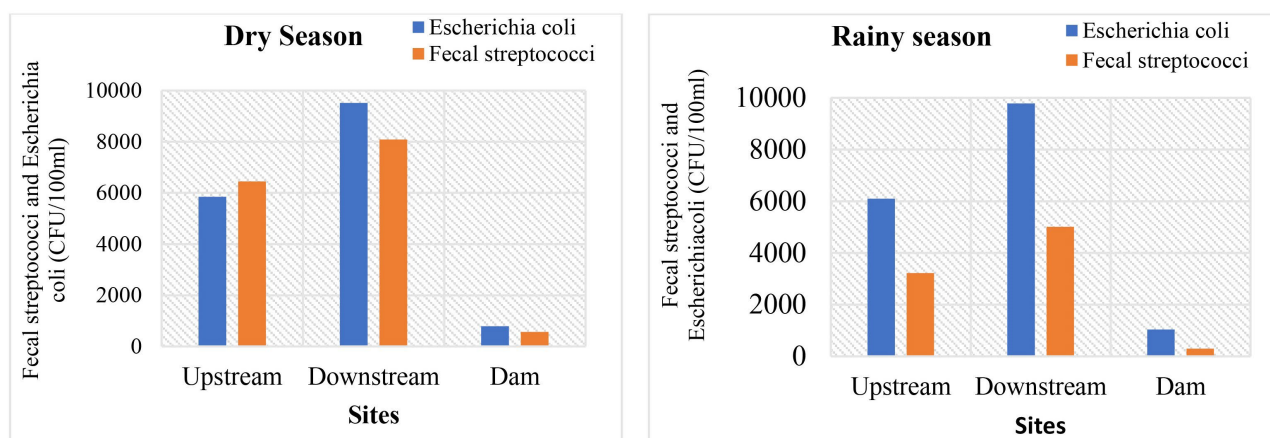 Dry Season
Escherichia coli
Fecal streptococci
Fecal streptococci and Escherichia
coli (CFU/100ml)
10000
8000
6000
4000
2000
0
Upstream
Downstream
Dam
Sites
Rainy season
Escherichia coli
Fecal streptococci
Fecal streptococci and
Escherichiacoli (CFU/100ml)
10000
8000
6000
4000
2000
0
Upstream
Downstream
Dam
Sites